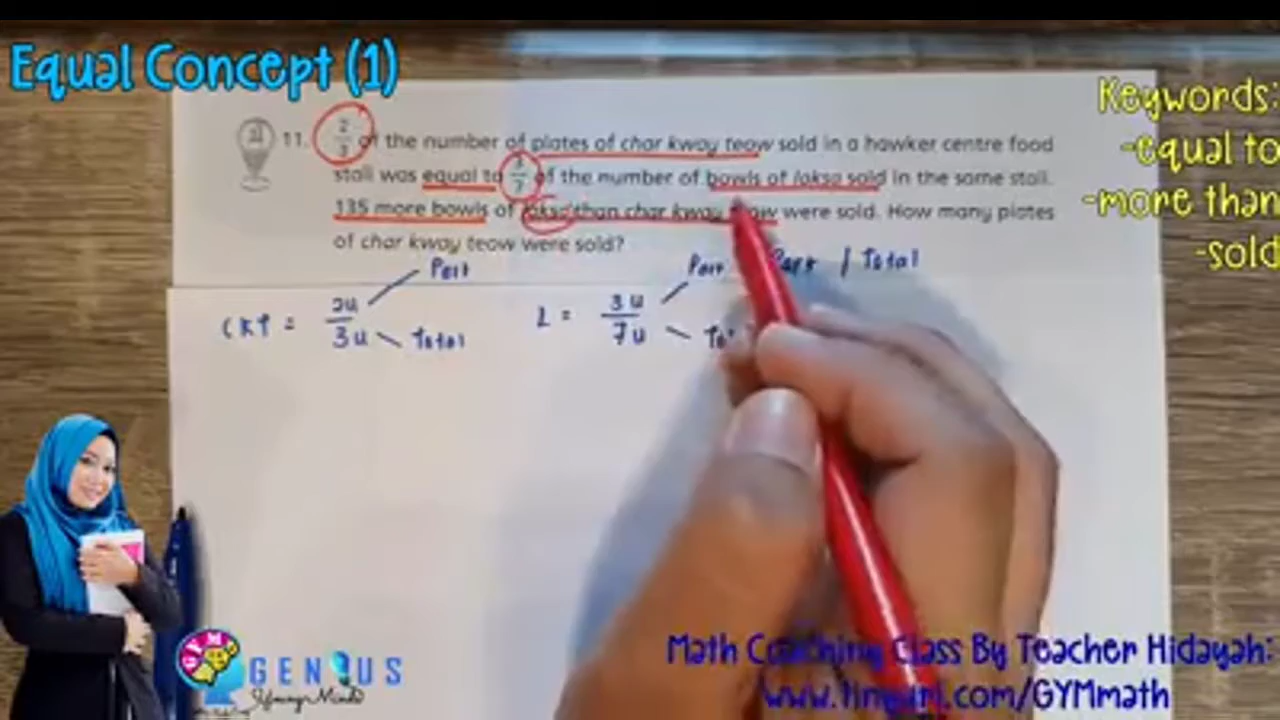 Equal Concept (1)
Keywords:
-equal to
-more than
-sold
11. 2/3 of the number of plates of char kway teow sold in a hawker centre food
stall was equal to 3/7 of the number of bowls of laksa sold in the same stall.
135 more bowls of laksa than char kway teow were sold. How many plates
of char kway teow were sold?
Part Part Part / Total
CKT = 2u/3u Total L = 3u/7u
GYM
GENIUS
Young Minds
Math Coaching Class By Teacher Hidayah:
www.tinyurl.com/GYMmath